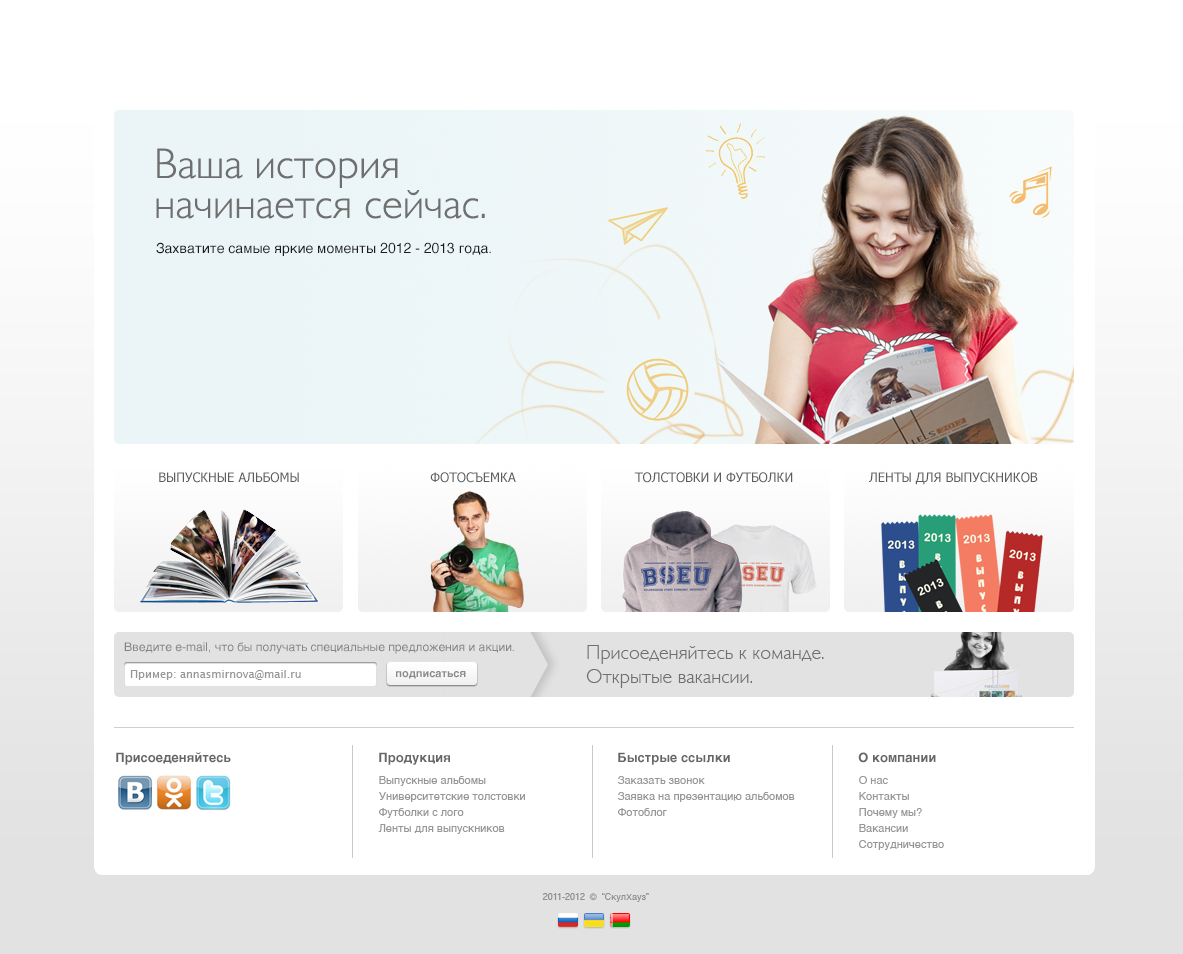 Ваша история
начинается сейчас.
Захватите самые яркие моменты 2012 - 2013 года.
ВЫПУСКНЫЕ АЛЬБОМЫ
ФОТОСЪЕМКА
ТОЛСТОВКИ И ФУТБОЛКИ
ЛЕНТЫ ДЛЯ ВЫПУСКНИКОВ
BSEU
SEU
2013
2013
2013
2013
2013
Введите e-mail, что бы получать специальные предложения и акции.
Пример: annasmirnova@mail.ru
подписаться
Присоеденяйтесь к команде.
Открытые вакансии.
Присоеденяйтесь
В
Продукция
Выпускные альбомы
Университетские толстовки
Футболки с лого
Ленты для выпускников
Быстрые ссылки
Заказать звонок
Заявка на презентацию альбомов
Фотоблог
О компании
О нас
Контакты
Почему мы?
Вакансии
Сотрудничество
2011-2012 © "СкулХауз"